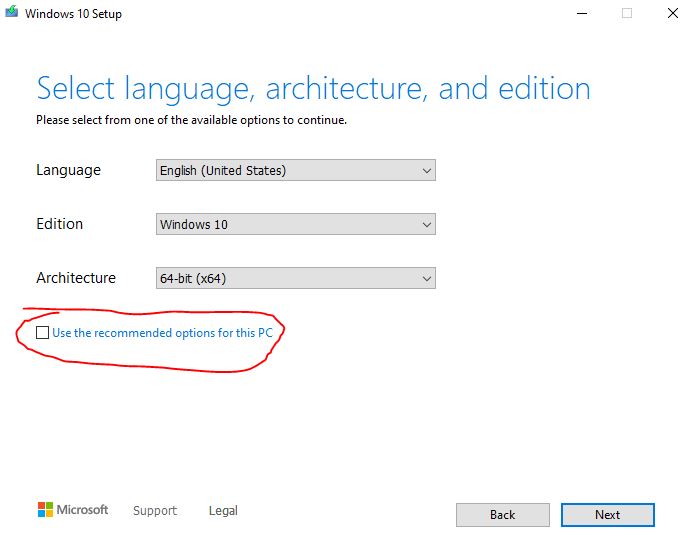 Windows 10 Setup
Select language, architecture, and edition
Please select from one of the available options to continue.
Language English (United States)
Edition Windows 10
Architecture 64-bit (x64)
Use the recommended options for this PC
Microsoft Support Legal Back Next